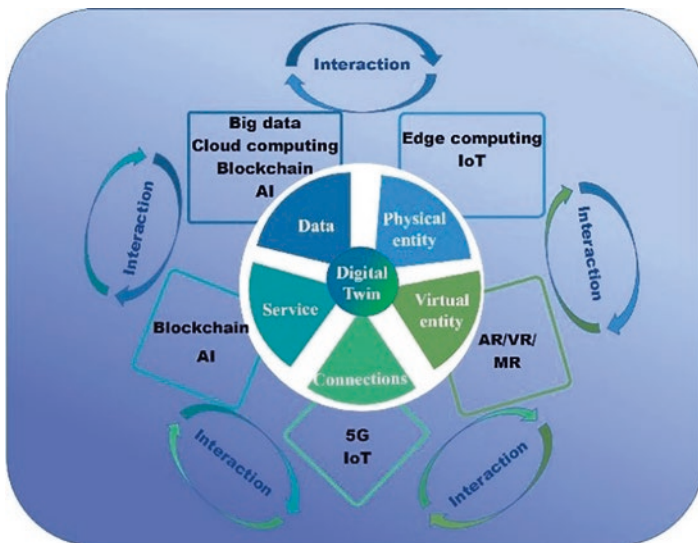 Interaction
Big data
Cloud computing
Blockchain
AI
Edge computing
IoT
Interaction
Data
Physical
entity
Interaction
Digital
Twin
Service
Virtual
entity
Blockchain
AI
AR/VR/
MR
Connections
5G
IoT
Interaction
Interaction